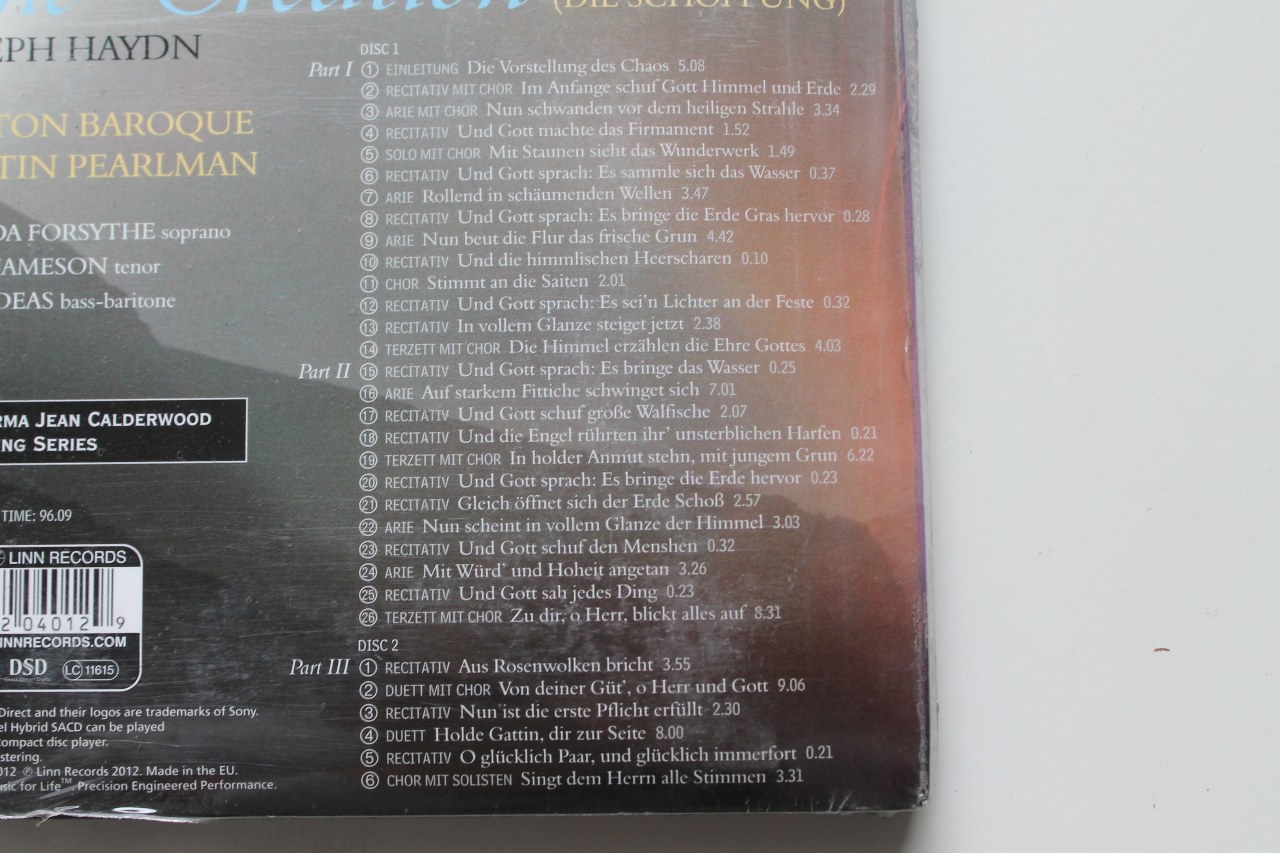 Creation (DIE SCHÖPFUNG)
EPH HAYDN
TON BAROQUE
TIN PEARLMAN
DA FORSYTHE soprano
JAMESON tenor
DEAS bass-baritone
RMA JEAN CALDERWOOD
NG SERIES
TIME: 96.09
LINN RECORDS
2 04012 9
INNRECORDS.COM
DSD LC 11615
Direct Stream Digital
Direct and their logos are trademarks of Sony.
el Hybrid SACD can be played
ompact disc player.
stering.
012 ℗ Linn Records 2012. Made in the EU.
sic for Life™. Precision Engineered Performance.
DISC 1
Part I ① EINLEITUNG Die Vorstellung des Chaos 5.08
② RECITATIV MIT CHOR Im Anfange schuf Gott Himmel und Erde 2.29
③ ARIE MIT CHOR Nun schwanden vor dem heiligen Strahle 3.34
④ RECITATIV Und Gott machte das Firmament 1.52
⑤ SOLO MIT CHOR Mit Staunen sieht das Wunderwerk 1.49
⑥ RECITATIV Und Gott sprach: Es sammle sich das Wasser 0.37
⑦ ARIE Rollend in schäumenden Wellen 3.47
⑧ RECITATIV Und Gott sprach: Es bringe die Erde Gras hervor 0.28
⑨ ARIE Nun beut die Flur das frische Grun 4.42
⑩ RECITATIV Und die himmlischen Heerscharen 0.10
⑪ CHOR Stimmt an die Saiten 2.01
⑫ RECITATIV Und Gott sprach: Es sei'n Lichter an der Feste 0.32
⑬ RECITATIV In vollem Glanze steiget jetzt 2.38
⑭ TERZETT MIT CHOR Die Himmel erzählen die Ehre Gottes 4.03
Part II ⑮ RECITATIV Und Gott sprach: Es bringe das Wasser 0.25
⑯ ARIE Auf starkem Fittiche schwinget sich 7.01
⑰ RECITATIV Und Gott schuf große Walfische 2.07
⑱ RECITATIV Und die Engel rührten ihr' unsterblichen Harfen 0.21
⑲ TERZETT MIT CHOR In holder Anmut stehn, mit jungem Grun 6.22
⑳ RECITATIV Und Gott sprach: Es bringe die Erde hervor 0.23
㉑ RECITATIV Gleich öffnet sich der Erde Schoß 2.57
㉒ ARIE Nun scheint in vollem Glanze der Himmel 3.03
㉓ RECITATIV Und Gott schuf den Menshen 0.32
㉔ ARIE Mit Würd' und Hoheit angetan 3.26
㉕ RECITATIV Und Gott sah jedes Ding 0.23
㉖ TERZETT MIT CHOR Zu dir, o Herr, blickt alles auf 8.31
DISC 2
Part III ① RECITATIV Aus Rosenwolken bricht 3.55
② DUETT MIT CHOR Von deiner Güt', o Herr und Gott 9.06
③ RECITATIV Nun ist die erste Pflicht erfüllt 2.30
④ DUETT Holde Gattin, dir zur Seite 8.00
⑤ RECITATIV O glücklich Paar, und glücklich immerfort 0.21
⑥ CHOR MIT SOLISTEN Singt dem Herrn alle Stimmen 3.31